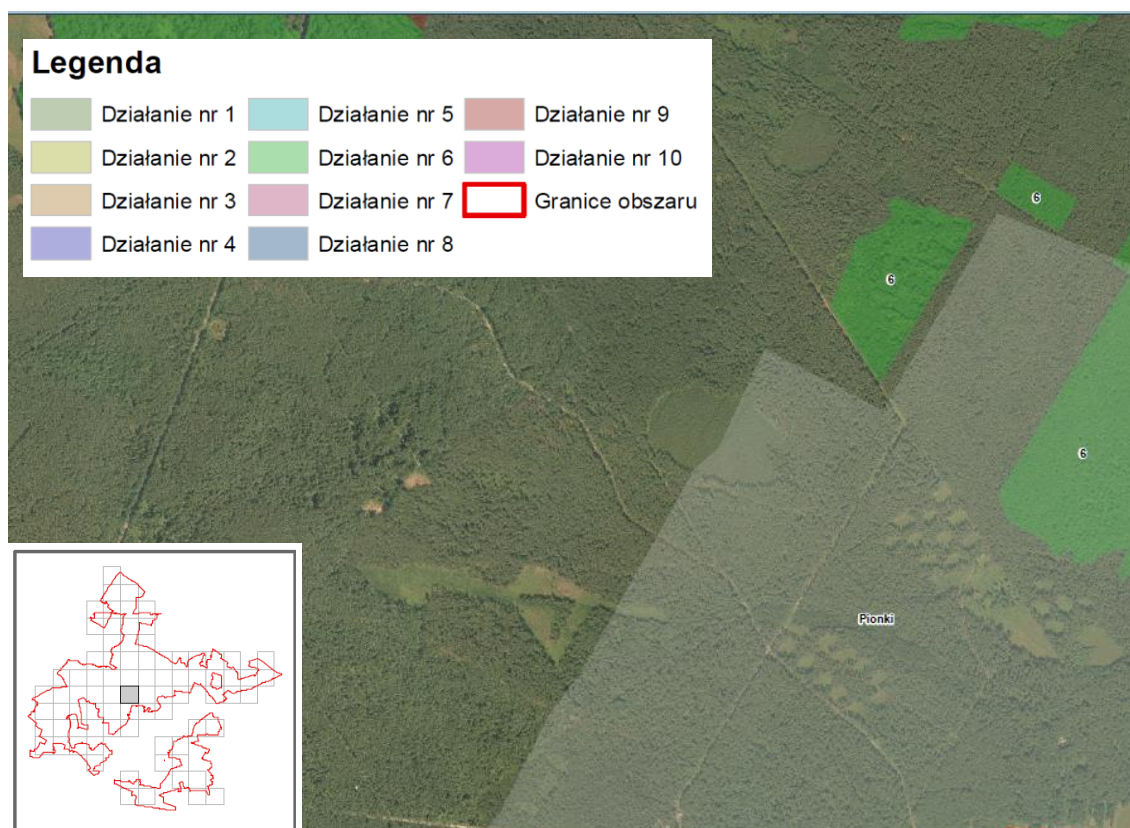 Legenda
Działanie nr 1
Działanie nr 2
Działanie nr 3
Działanie nr 4
Działanie nr 5
Działanie nr 6
Działanie nr 7
Działanie nr 8
Działanie nr 9
Działanie nr 10
Granice obszaru
6
6
6
Pionki